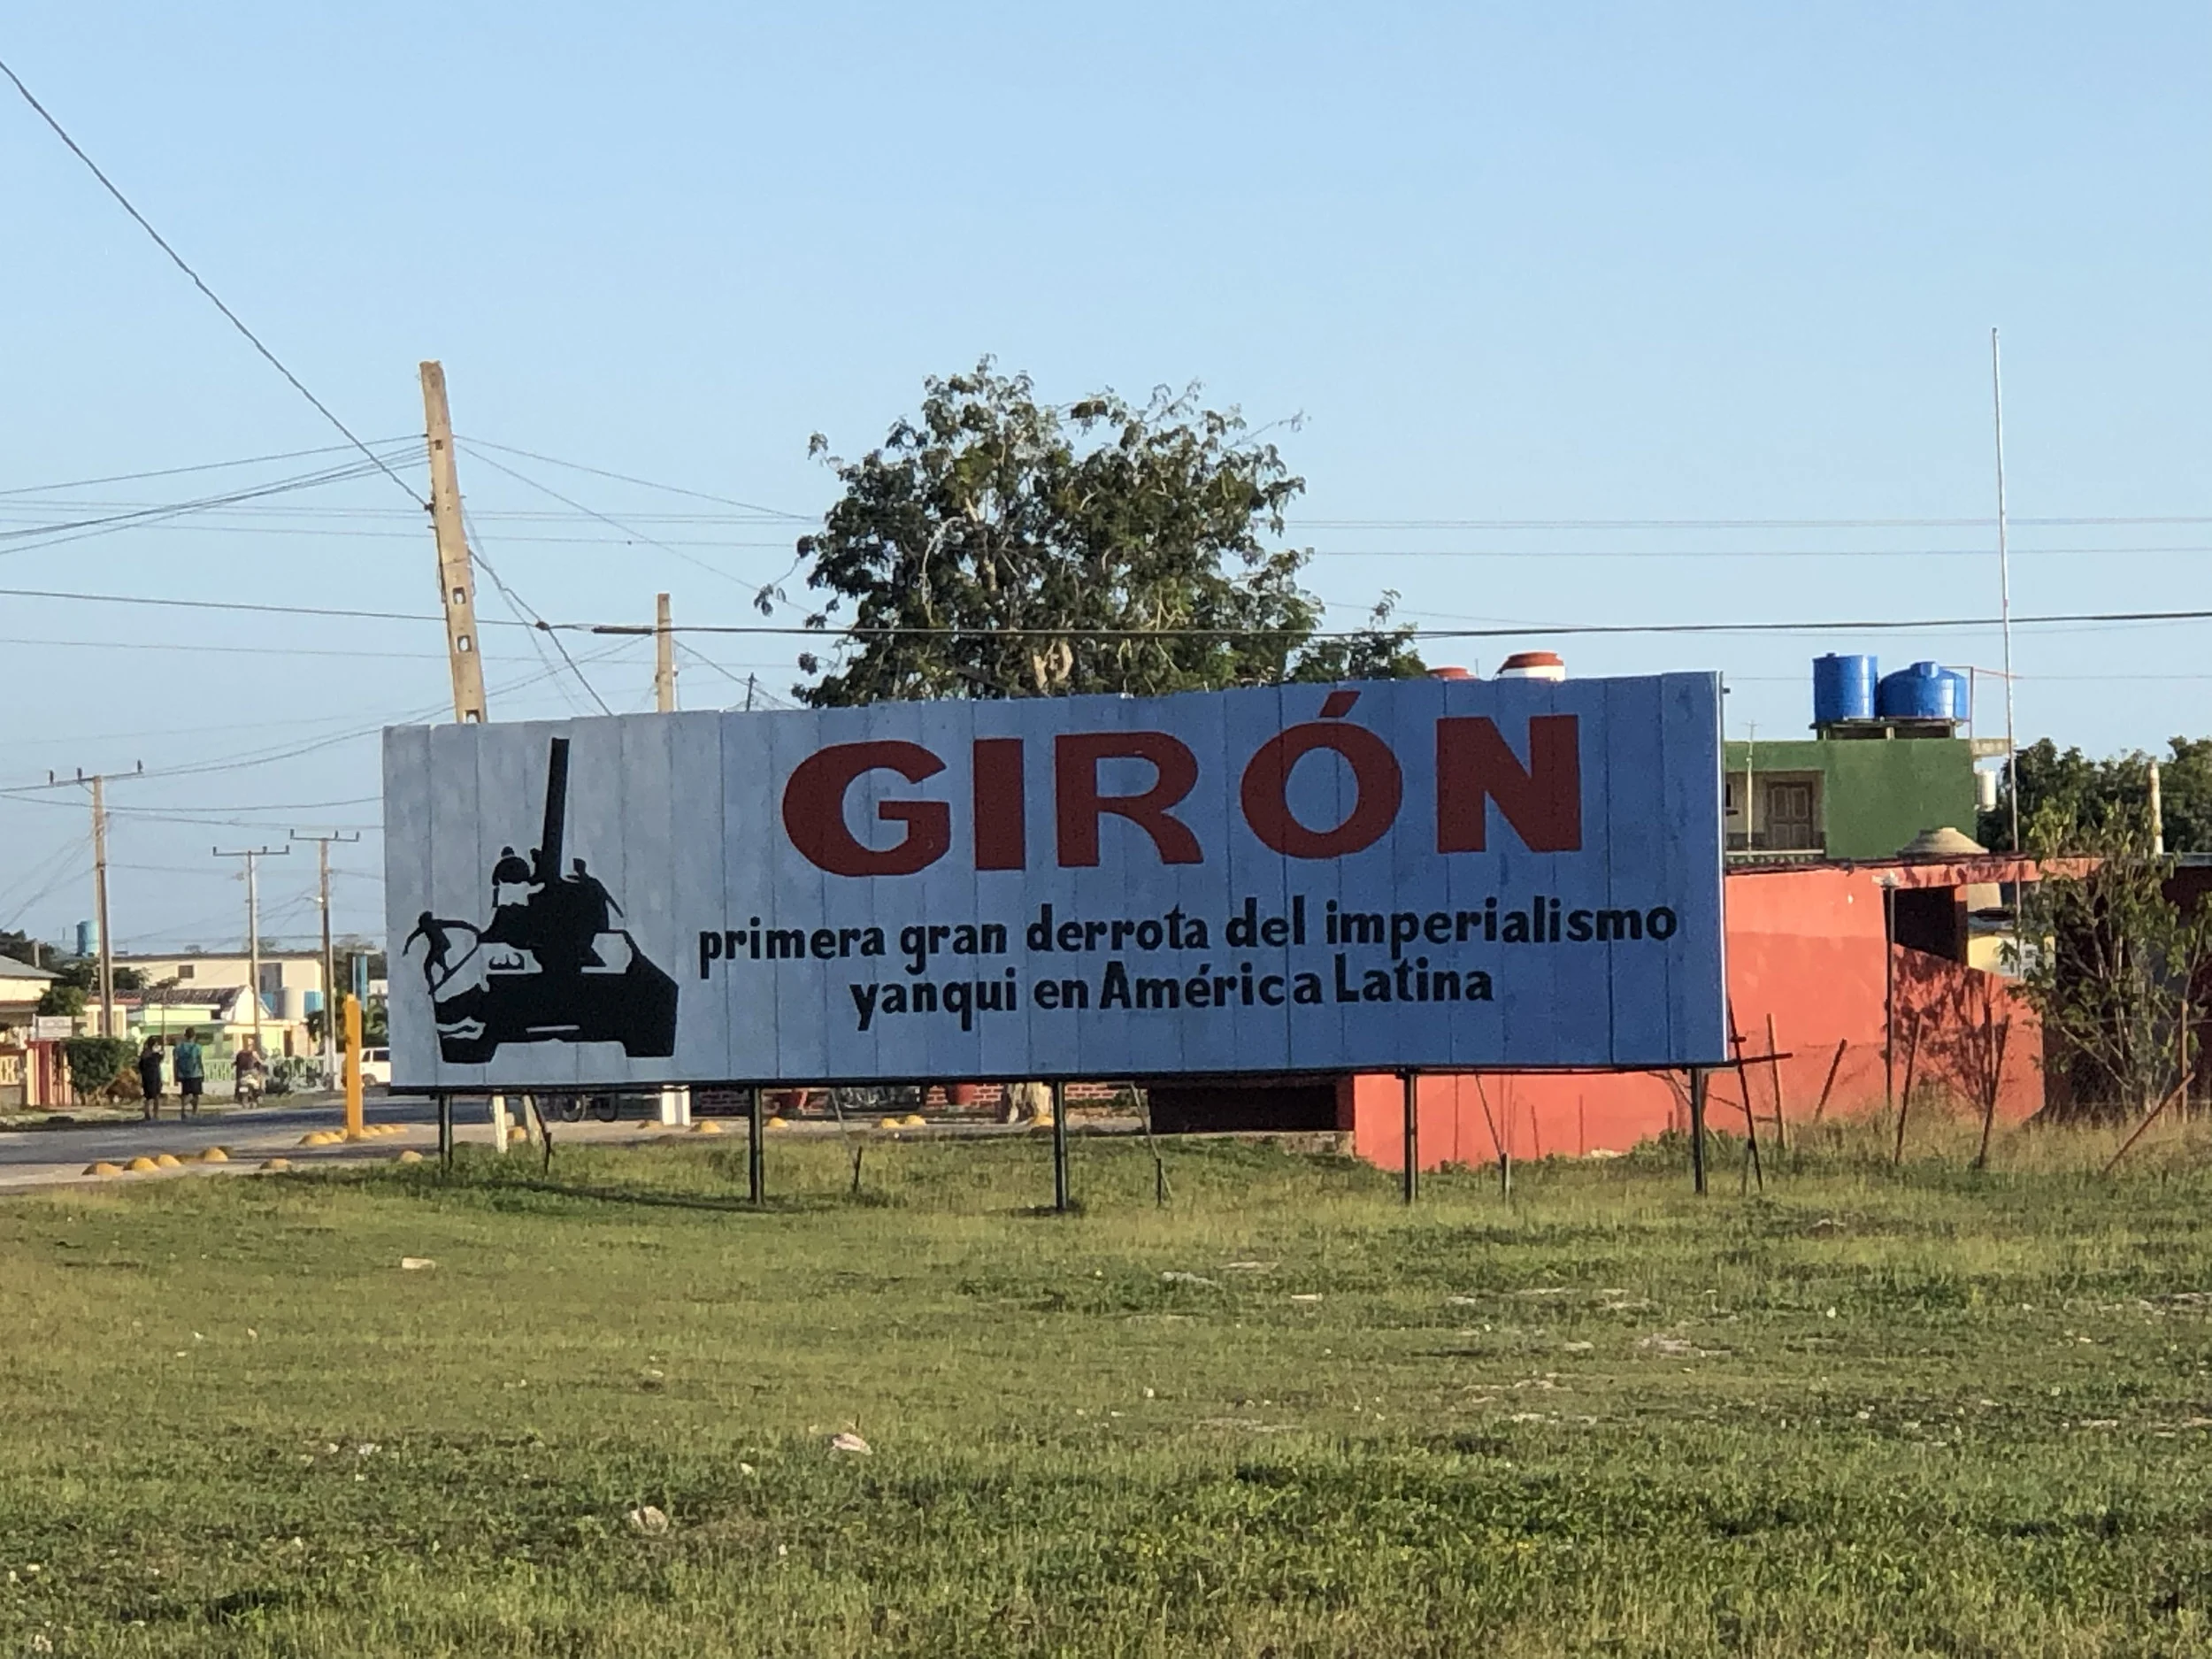 GIRÓN
primera gran derrota del imperialismo
yanqui en América Latina